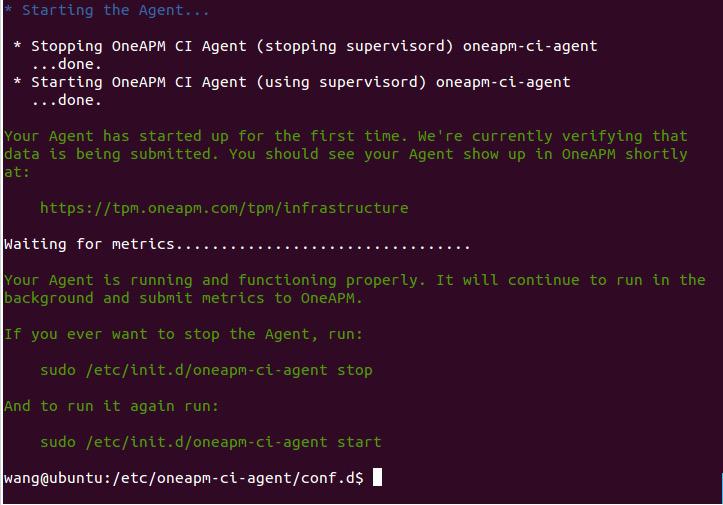 * Starting the Agent...
* Stopping OneAPM CI Agent (stopping supervisord) oneapm-ci-agent
...done.
* Starting OneAPM CI Agent (using supervisord) oneapm-ci-agent
...done.
Your Agent has started up for the first time. We're currently verifying that
data is being submitted. You should see your Agent show up in OneAPM shortly
at:
https://tpm.oneapm.com/tpm/infrastructure
Waiting for metrics.................................
Your Agent is running and functioning properly. It will continue to run in the
background and submit metrics to OneAPM.
If you ever want to stop the Agent, run:
sudo /etc/init.d/oneapm-ci-agent stop
And to run it again run:
sudo /etc/init.d/oneapm-ci-agent start
wang@ubuntu:/etc/oneapm-ci-agent/conf.d$